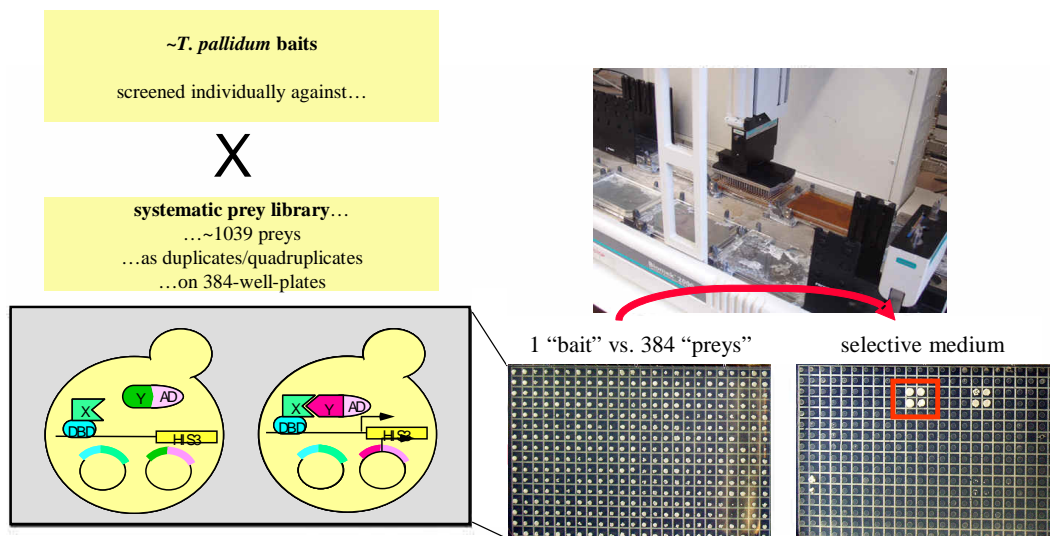 ~T. pallidum baits
screened individually against…
X
systematic prey library…
…~1039 preys
…as duplicates/quadruplicates
…on 384-well-plates
1 “bait” vs. 384 “preys”
selective medium
Y AD
X
DBD
HIS3
X Y AD
DBD
HIS3
Biomek